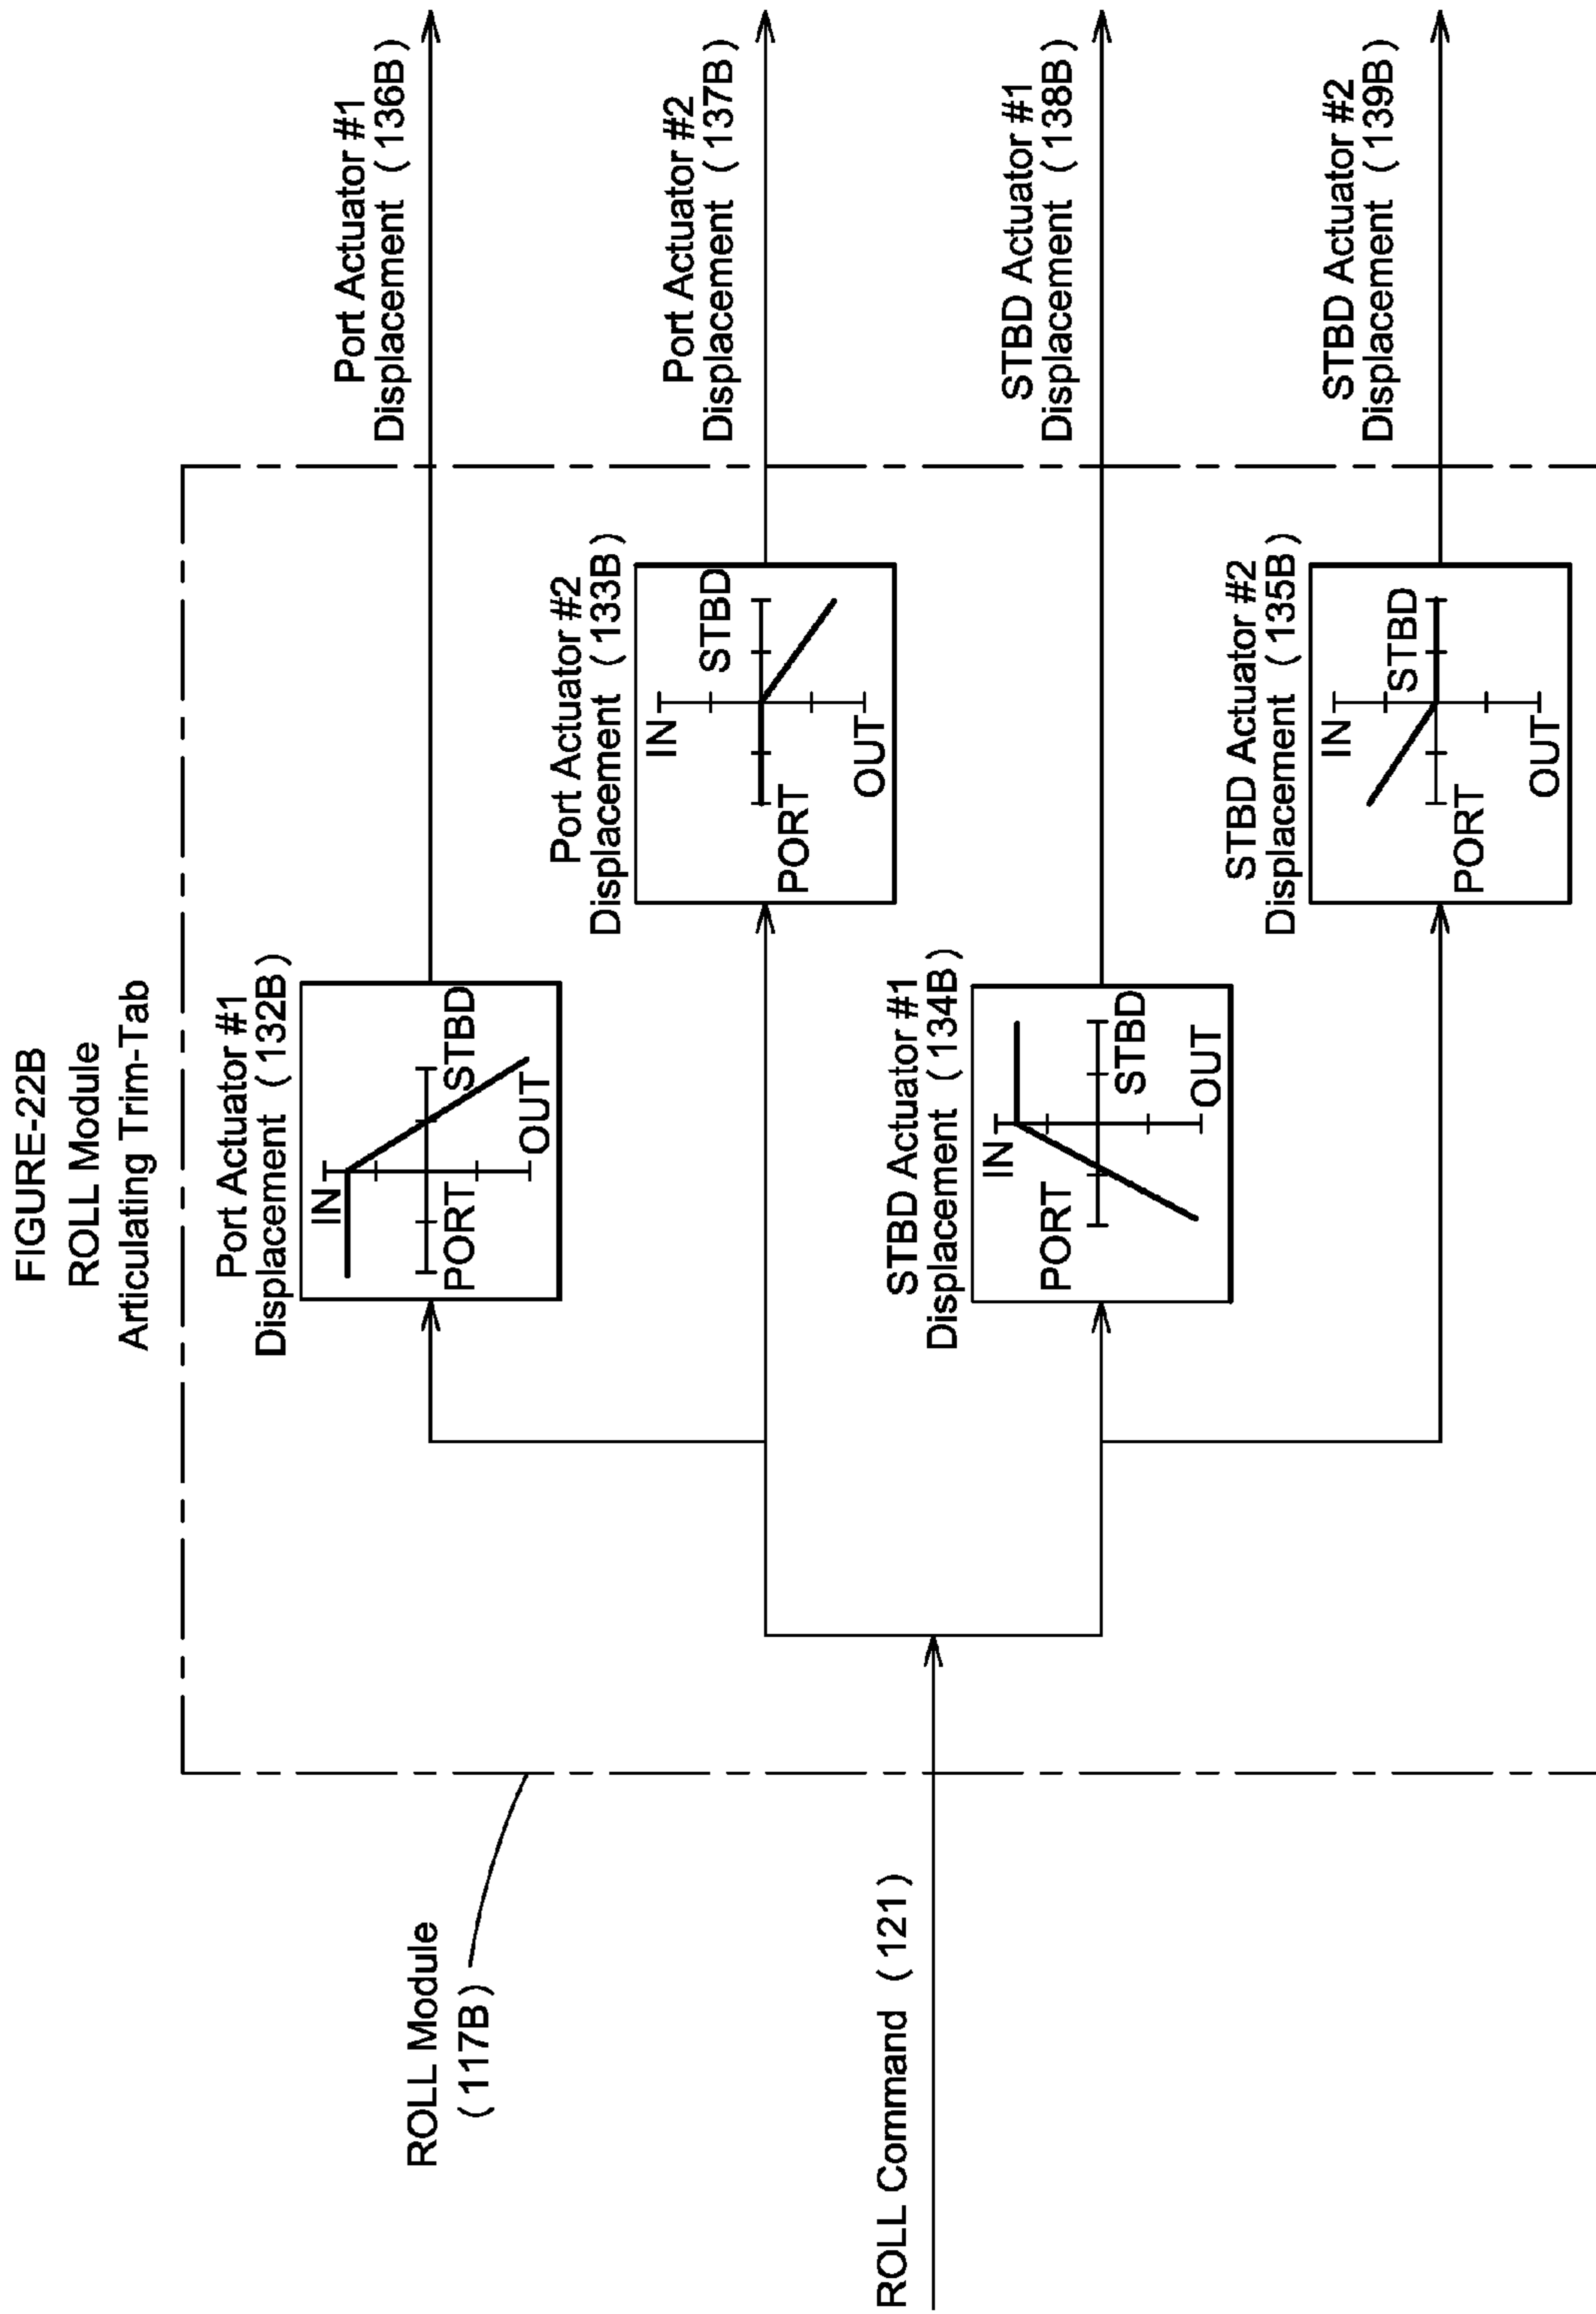 FIGURE-22B
ROLL Module
Articulating Trim-Tab
ROLL Module
(117B)
ROLL Command (121)
Port Actuator #1
Displacement (132B)
IN
PORT
STBD
OUT
Port Actuator #1
Displacement (136B)
Port Actuator #2
Displacement (133B)
IN
STBD
PORT
OUT
Port Actuator #2
Displacement (137B)
STBD Actuator #1
Displacement (134B)
IN
PORT
STBD
OUT
STBD Actuator #1
Displacement (138B)
STBD Actuator #2
Displacement (135B)
IN
STBD
PORT
OUT
STBD Actuator #2
Displacement (139B)